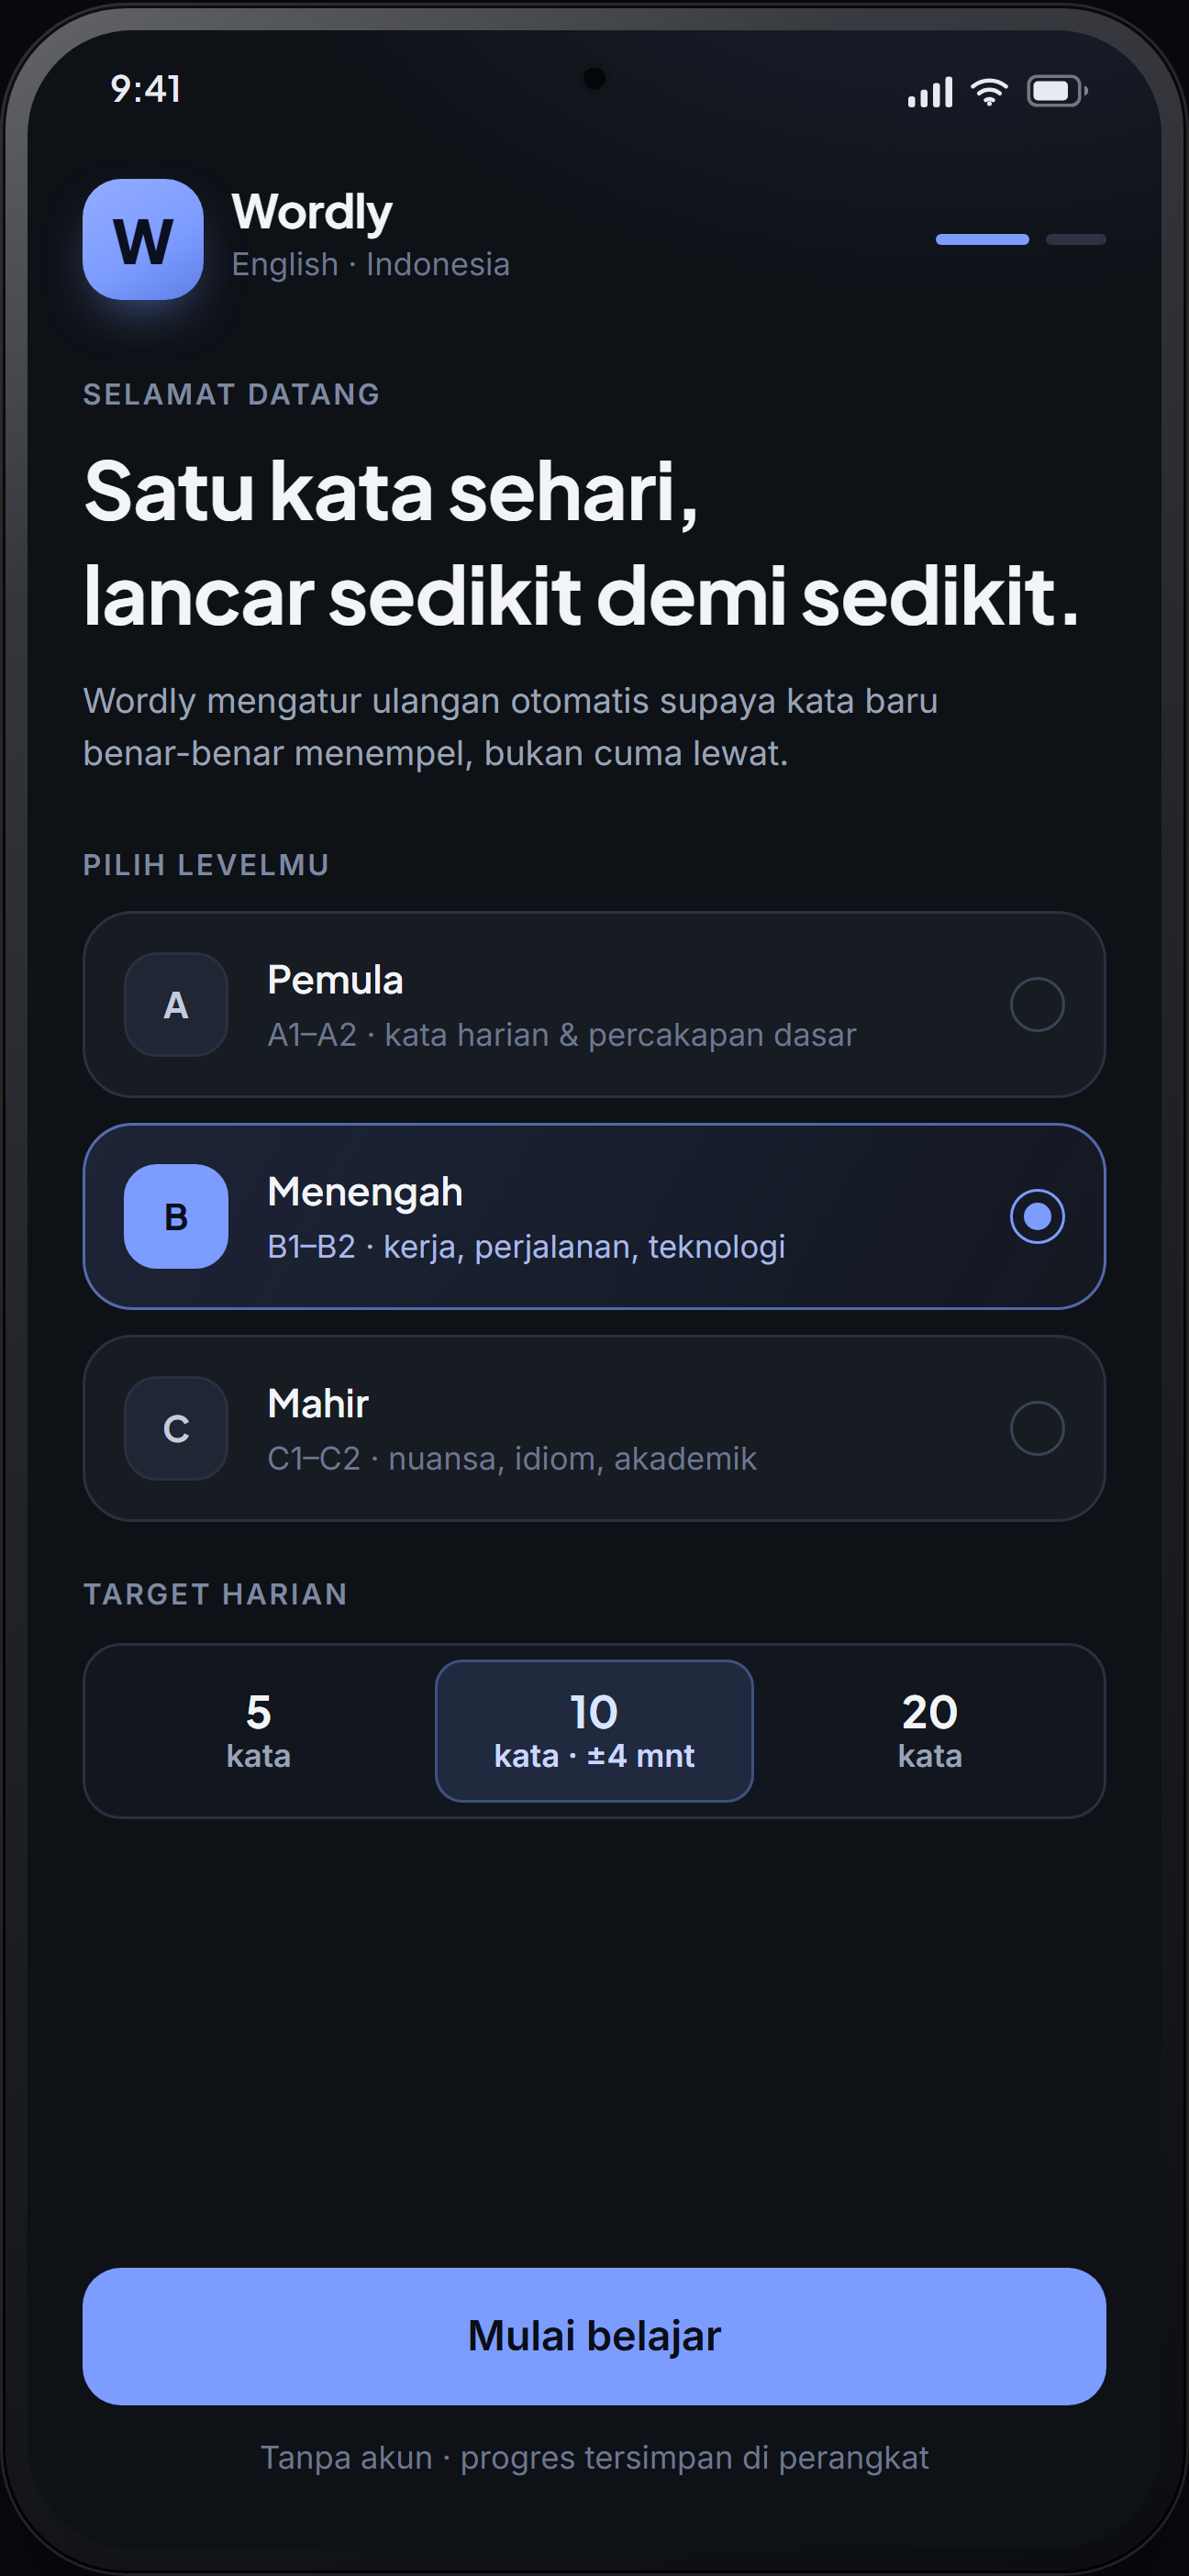 9:41
W
Wordly
English · Indonesia
SELAMAT DATANG
Satu kata sehari,
lancar sedikit demi sedikit.
Wordly mengatur ulangan otomatis supaya kata baru
benar-benar menempel, bukan cuma lewat.
PILIH LEVELMU
A
Pemula
A1–A2 · kata harian & percakapan dasar
B
Menengah
B1–B2 · kerja, perjalanan, teknologi
C
Mahir
C1–C2 · nuansa, idiom, akademik
TARGET HARIAN
5
kata
10
kata · ±4 mnt
20
kata
Mulai belajar
Tanpa akun · progres tersimpan di perangkat